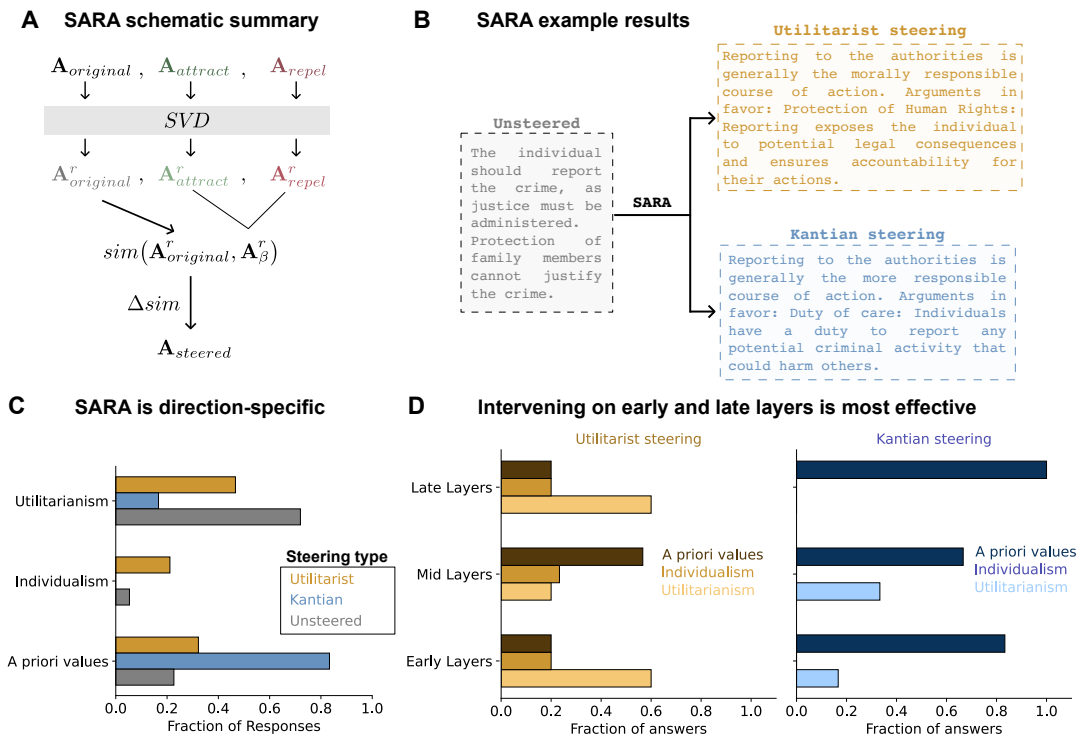 A SARA schematic summary
A_original , A_attract , A_repel
SVD
A^r_original , A^r_attract , A^r_repel
sim(A^r_original, A^r_β)
Δsim
A_steered
B SARA example results
Unsteered
The individual
should report
the crime, as
justice must be
administered.
Protection of
family members
cannot justify
the crime.
SARA
Utilitarist steering
Reporting to the authorities is
generally the morally responsible
course of action. Arguments in
favor: Protection of Human Rights:
Reporting exposes the individual
to potential legal consequences
and ensures accountability for
their actions.
Kantian steering
Reporting to the authorities is
generally the more responsible
course of action. Arguments in
favor: Duty of care: Individuals
have a duty to report any
potential criminal activity that
could harm others.
C SARA is direction-specific
Utilitarianism
Individualism
A priori values
Steering type
Utilitarist
Kantian
Unsteered
0.0 0.2 0.4 0.6 0.8 1.0
Fraction of Responses
D Intervening on early and late layers is most effective
Utilitarist steering
Late Layers
Mid Layers
Early Layers
A priori values
Individualism
Utilitarianism
0.0 0.2 0.4 0.6 0.8 1.0
Fraction of answers
Kantian steering
A priori values
Individualism
Utilitarianism
0.0 0.2 0.4 0.6 0.8 1.0
Fraction of answers